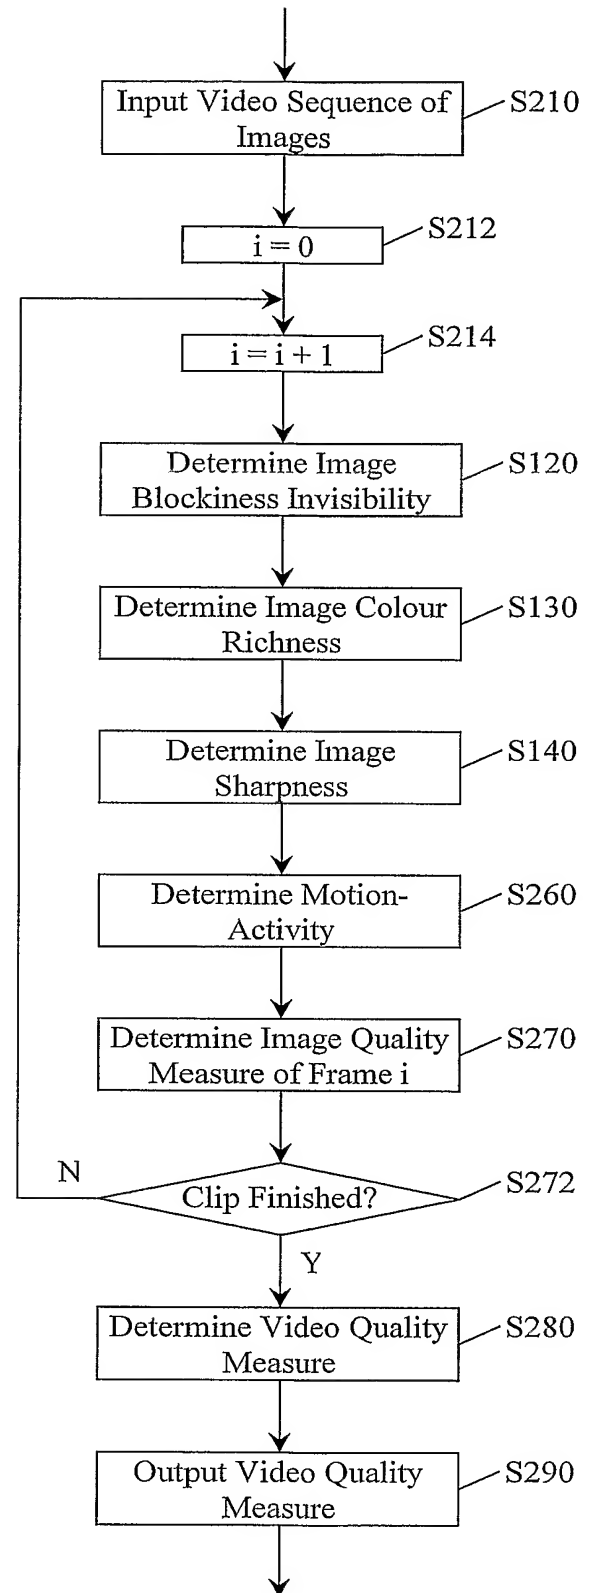 Input Video Sequence of
Images
S210
i = 0
S212
i = i + 1
S214
Determine Image
Blockiness Invisibility
S120
Determine Image Colour
Richness
S130
Determine Image
Sharpness
S140
Determine Motion-
Activity
S260
Determine Image Quality
Measure of Frame i
S270
N
Clip Finished?
S272
Y
Determine Video Quality
Measure
S280
Output Video Quality
Measure
S290